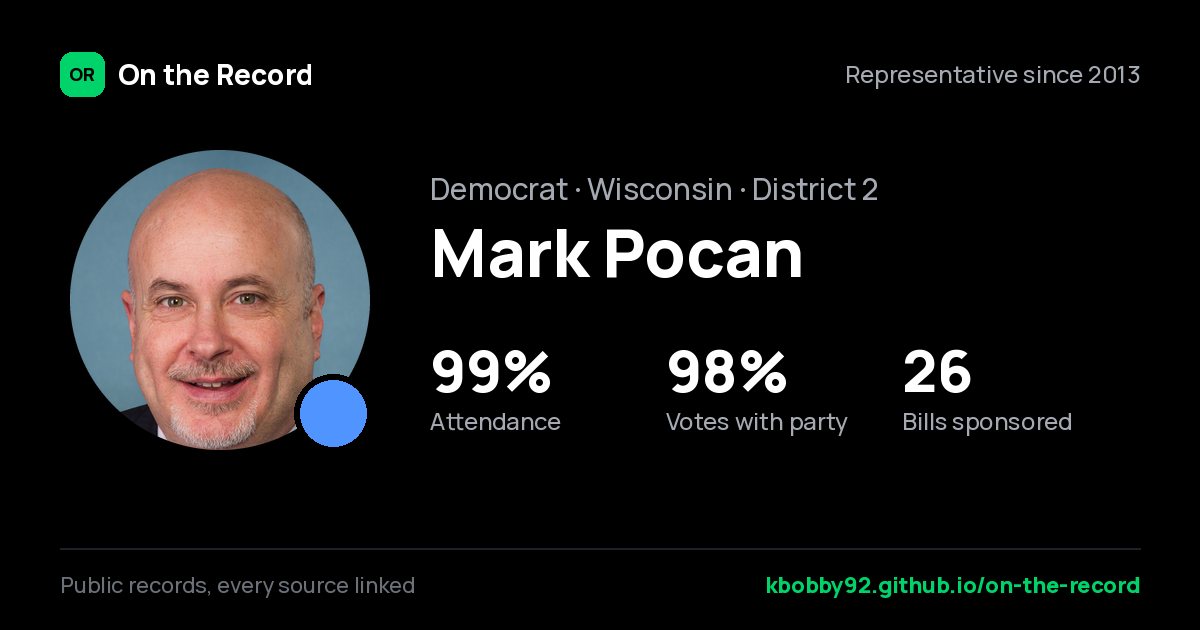 OR On the Record
Representative since 2013
Democrat · Wisconsin · District 2
Mark Pocan
99% 98% 26
Attendance Votes with party Bills sponsored
Public records, every source linked
kbobby92.github.io/on-the-record